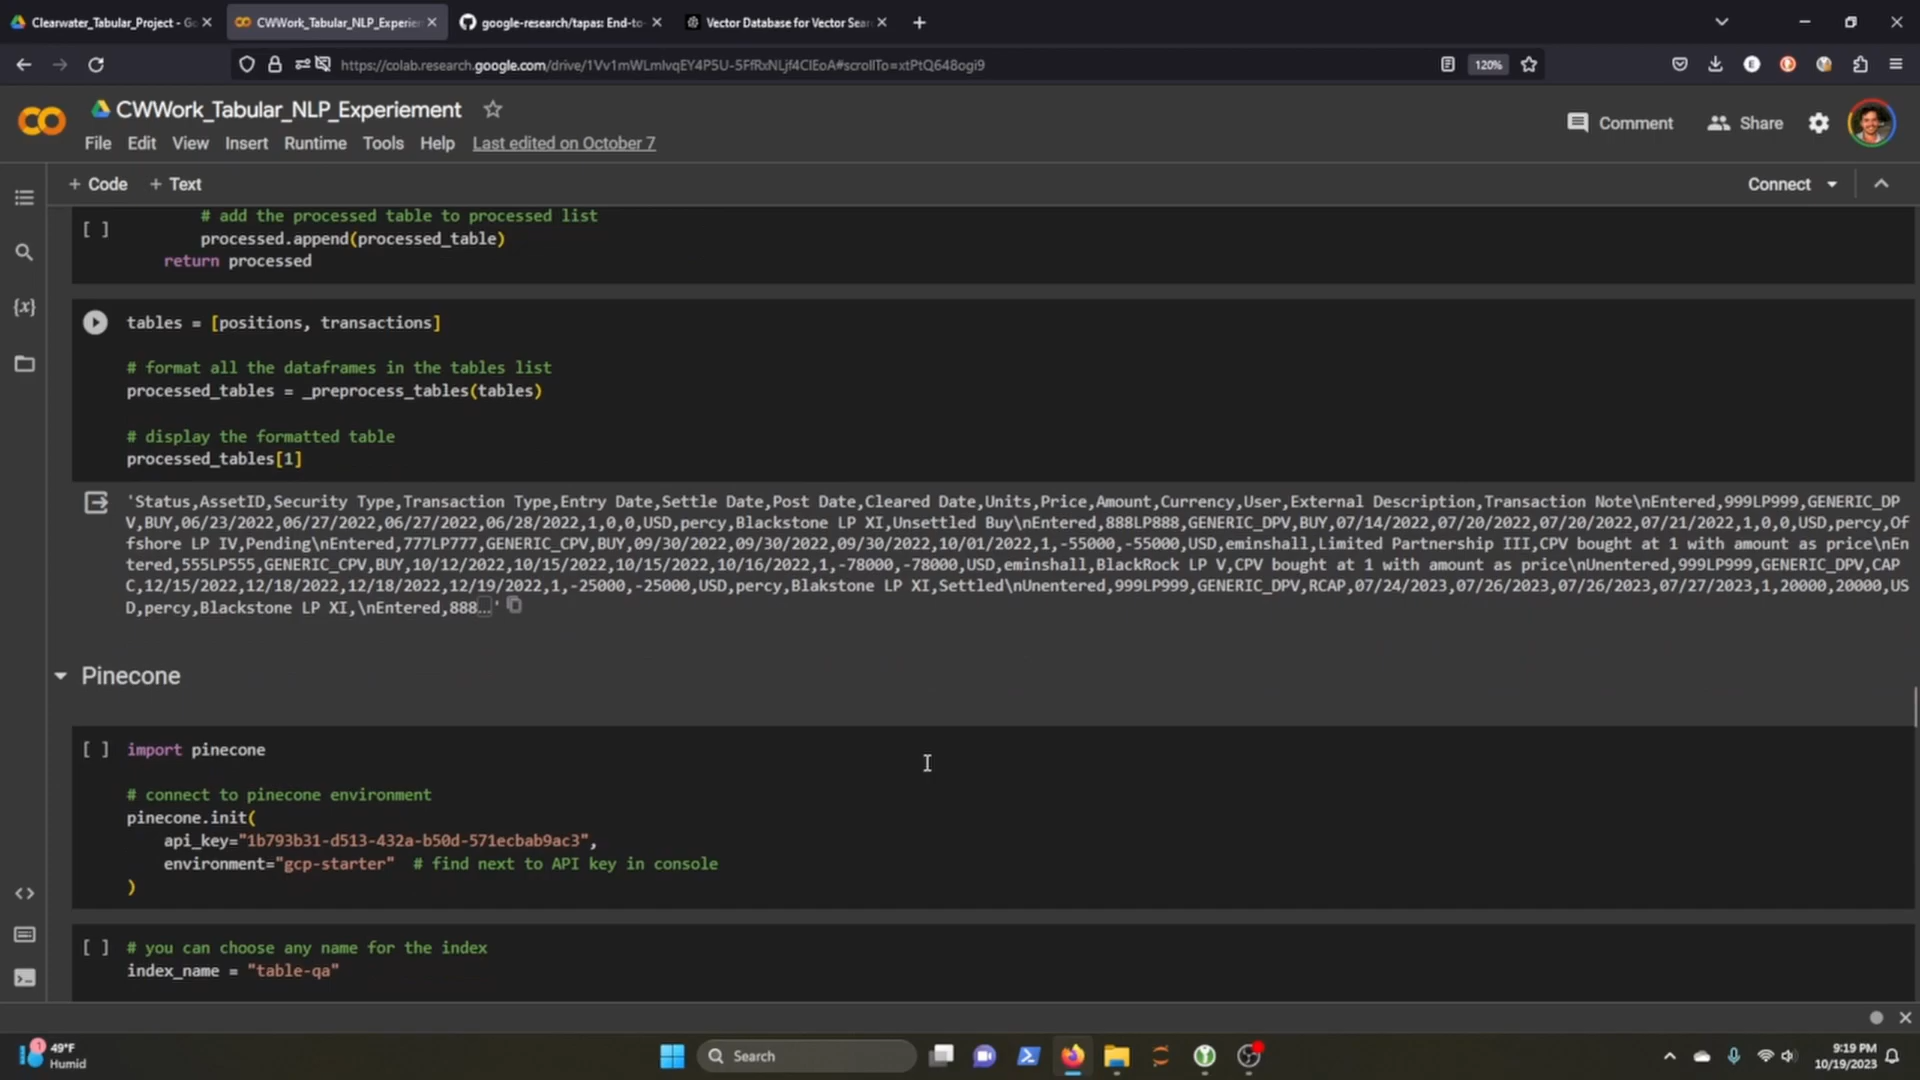 Clearwater_Tabular_Project - Go
CWWork_Tabular_NLP_Experiem
google-research/tapas: End-to-
Vector Database for Vector Sear
https://colab.research.google.com/drive/1Vv1mWLmlvqEY4P5U-5FfRxNLjf4CIEoA#scrollTo=xtPtQ648ogi9
120%
CWWork_Tabular_NLP_Experiement
Comment
Share
File Edit View Insert Runtime Tools Help Last edited on October 7
+ Code + Text
Connect
# add the processed table to processed list
[ ]
processed.append(processed_table)
return processed
tables = [positions, transactions]
# format all the dataframes in the tables list
processed_tables = _preprocess_tables(tables)
# display the formatted table
processed_tables[1]
'Status,AssetID,Security Type,Transaction Type,Entry Date,Settle Date,Post Date,Cleared Date,Units,Price,Amount,Currency,User,External Description,Transaction Note\nEntered,999LP999,GENERIC_DP
V,BUY,06/23/2022,06/27/2022,06/27/2022,06/28/2022,1,0,0,USD,percy,Blackstone LP XI,Unsettled Buy\nEntered,888LP888,GENERIC_DPV,BUY,07/14/2022,07/20/2022,07/20/2022,07/21/2022,1,0,0,USD,percy,Of
fshore LP IV,Pending\nEntered,777LP777,GENERIC_CPV,BUY,09/30/2022,09/30/2022,09/30/2022,10/01/2022,1,-55000,-55000,USD,eminshall,Limited Partnership III,CPV bought at 1 with amount as price\nEn
tered,555LP555,GENERIC_CPV,BUY,10/12/2022,10/15/2022,10/15/2022,10/16/2022,1,-78000,-78000,USD,eminshall,BlackRock LP V,CPV bought at 1 with amount as price\nUnentered,999LP999,GENERIC_DPV,CAP
C,12/15/2022,12/18/2022,12/18/2022,12/19/2022,1,-25000,-25000,USD,percy,Blakstone LP XI,Settled\nUnentered,999LP999,GENERIC_DPV,RCAP,07/24/2023,07/26/2023,07/26/2023,07/27/2023,1,20000,20000,US
D,percy,Blackstone LP XI,\nEntered,888...'
Pinecone
[ ] import pinecone
# connect to pinecone environment
pinecone.init(
api_key="1b793b31-d513-432a-b50d-571ecbab9ac3",
environment="gcp-starter" # find next to API key in console
)
[ ] # you can choose any name for the index
index_name = "table-qa"
1
49°F
Humid
Search
9:19 PM
10/19/2023